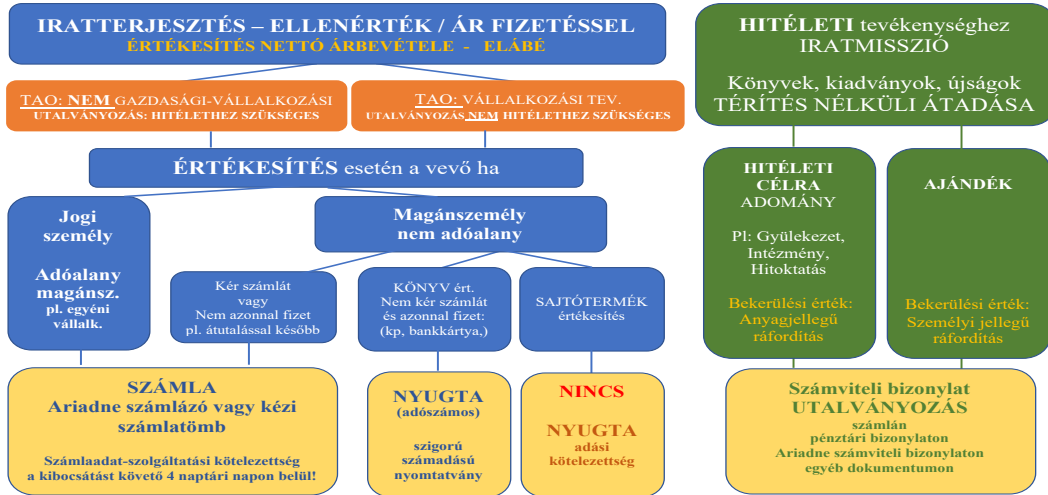 IRATTERJESZTÉS – ELLENÉRTÉK / ÁR FIZETÉSSEL
ÉRTÉKESÍTÉS NETTÓ ÁRBEVÉTELE - ELÁBÉ
TAO: NEM GAZDASÁGI-VÁLLALKOZÁSI
UTALVÁNYOZÁS: HITÉLETHEZ SZÜKSÉGES
TAO: VÁLLALKOZÁSI TEV.
UTALVÁNYOZÁS NEM HITÉLETHEZ SZÜKSÉGES
ÉRTÉKESÍTÉS esetén a vevő ha
Jogi
személy
Adóalany
magánsz.
pl. egyéni
vállalk.
Magánszemély
nem adóalany
Kér számlát
vagy
Nem azonnal fizet
pl. átutalással később
KÖNYV ért.
Nem kér számlát
és azonnal fizet:
(kp, bankkártya,)
SAJTÓTERMÉK
értékesítés
SZÁMLA
Ariadne számlázó vagy kézi
számlatömb
Számlaadat-szolgáltatási kötelezettség
a kibocsátást követő 4 naptári napon belül!
NYUGTA
(adószámos)
szigorú
számadású
nyomtatvány
NINCS
NYUGTA
adási
kötelezettség
HITÉLETI tevékenységhez
IRATMISSZIÓ
Könyvek, kiadványok, újságok
TÉRÍTÉS NÉLKÜLI ÁTADÁSA
HITÉLETI
CÉLRA
ADOMÁNY
Pl: Gyülekezet,
Intézmény,
Hitoktatás
Bekerülési érték:
Anyagjellegű
ráfordítás
AJÁNDÉK
Bekerülési érték:
Személyi jellegű
ráfordítás
Számviteli bizonylat
UTALVÁNYOZÁS
számlán
pénztári bizonylaton
Ariadne számviteli bizonylaton
egyéb dokumentumon